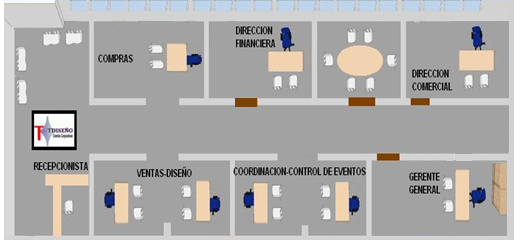 COMPRAS
DIRECCION
FINANCIERA
DIRECCION
COMERCIAL
TDISEÑO
RECEPCIONISTA
VENTAS-DISEÑO
COORDINACION-CONTROL DE EVENTOS
GERENTE
GENERAL